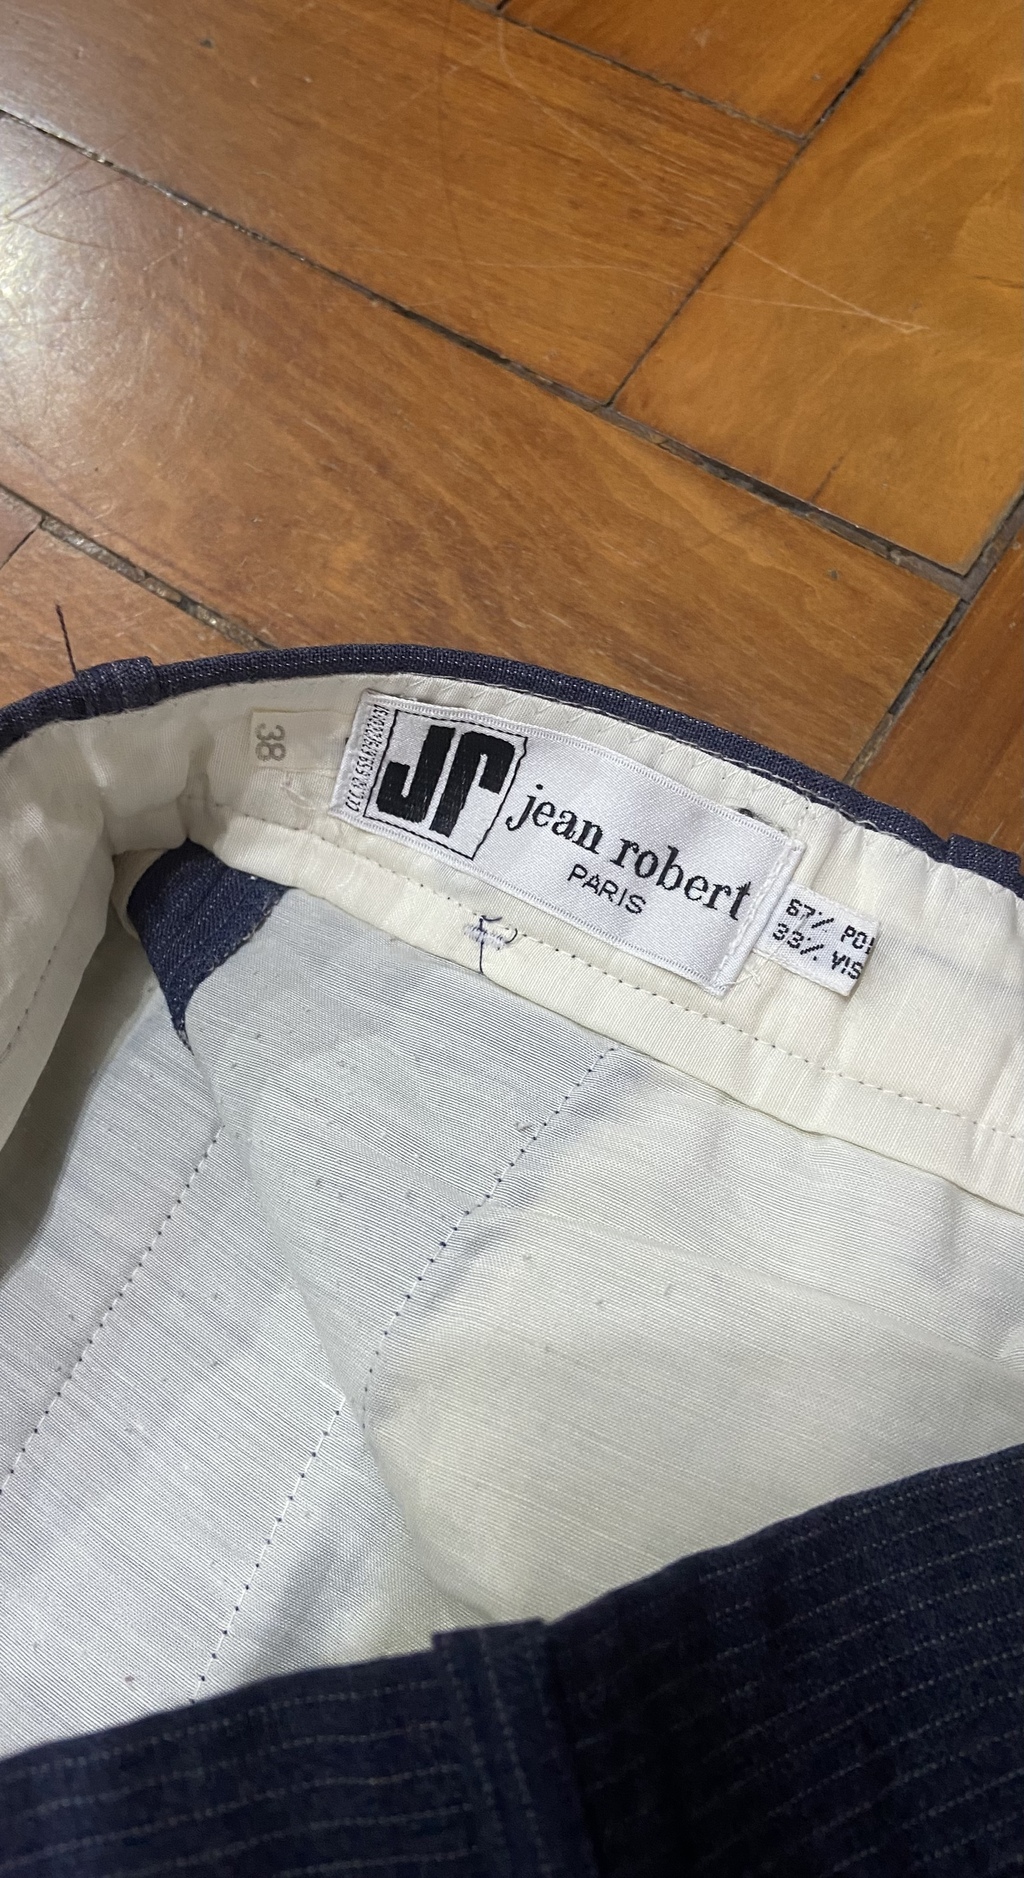 38
JR
jean robert
PARIS
67% PO
33% VIS